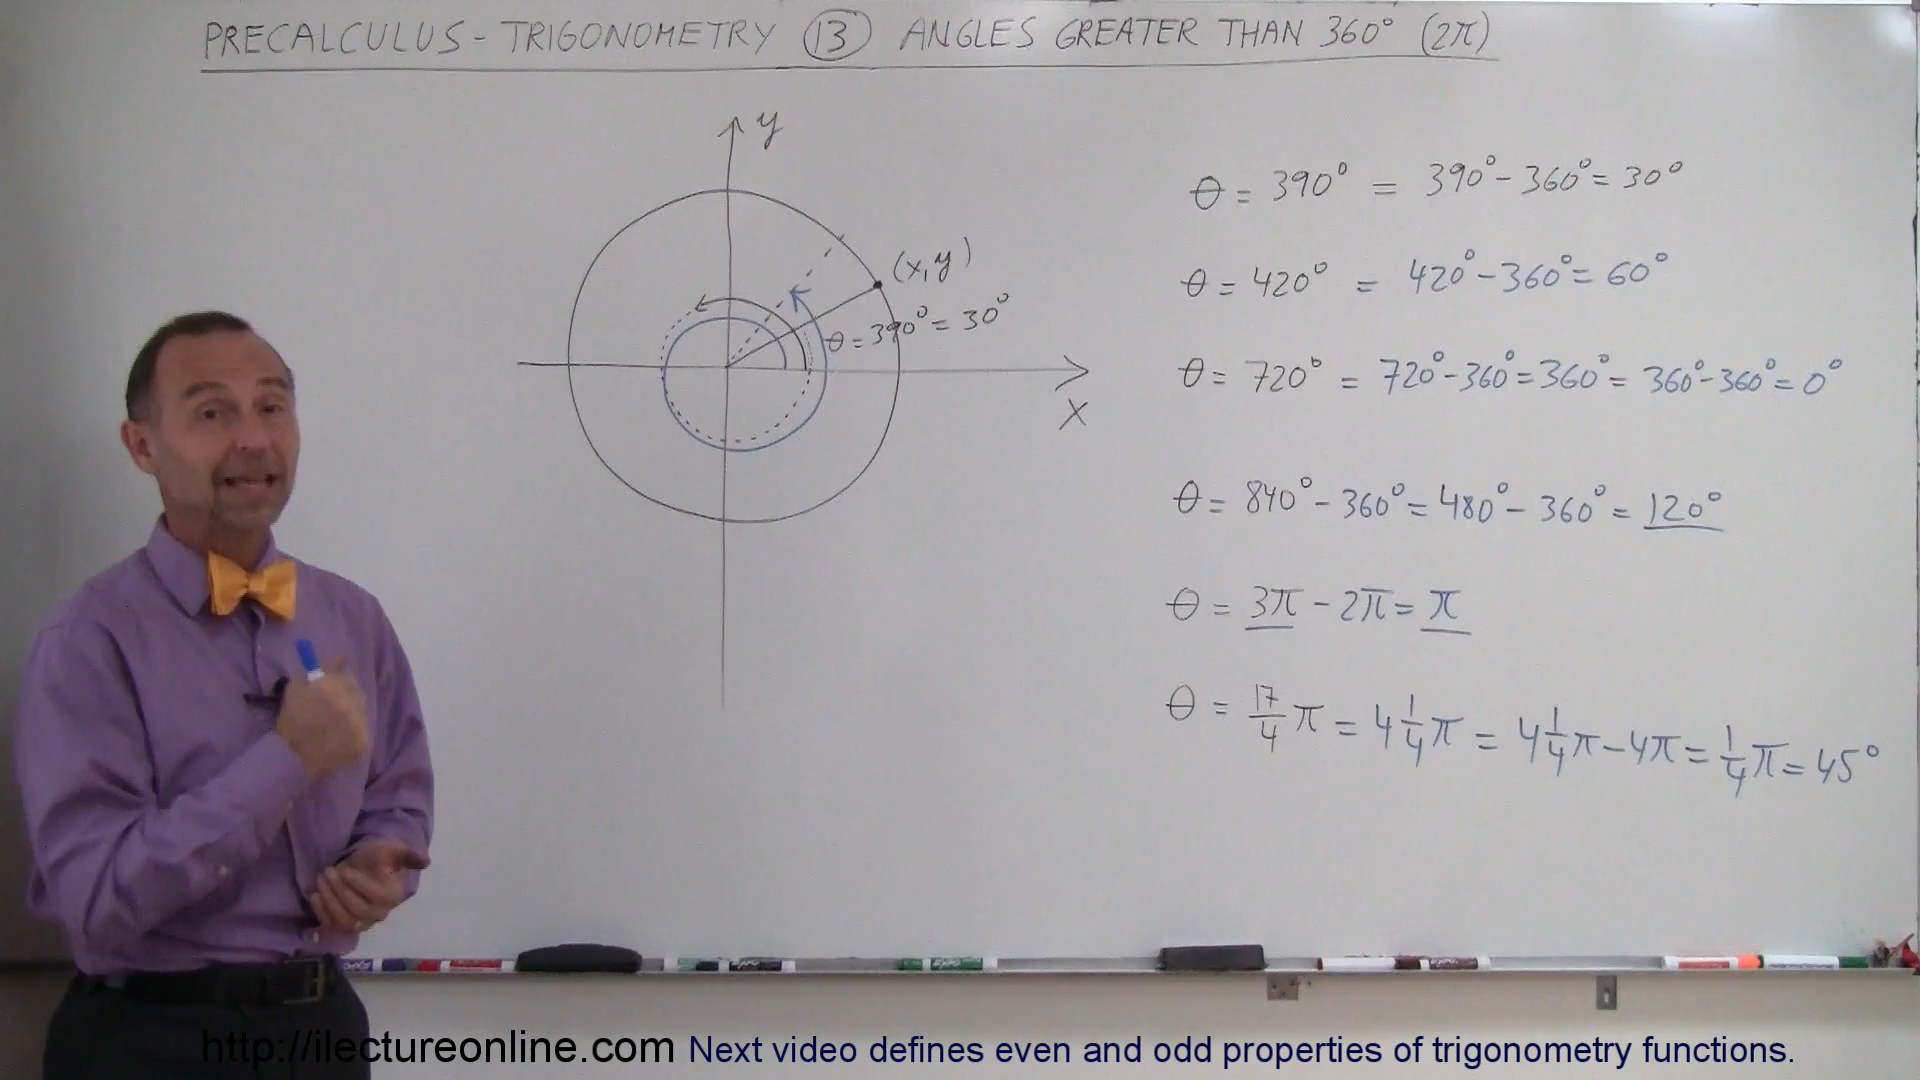 PRECALCULUS - TRIGONOMETRY 13 ANGLES GREATER THAN 360° (2π)
y
(x,y)
θ = 390° = 30°
x
θ = 390° = 390° - 360° = 30°
θ = 420° = 420° - 360° = 60°
θ = 720° = 720° - 360° = 360° = 360° - 360° = 0°
θ = 840° - 360° = 480° - 360° = 120°
θ = 3π - 2π = π
θ = 17/4 π = 4 1/4 π = 4 1/4 π - 4π = 1/4 π = 45°
http://ilectureonline.com Next video defines even and odd properties of trigonometry functions.